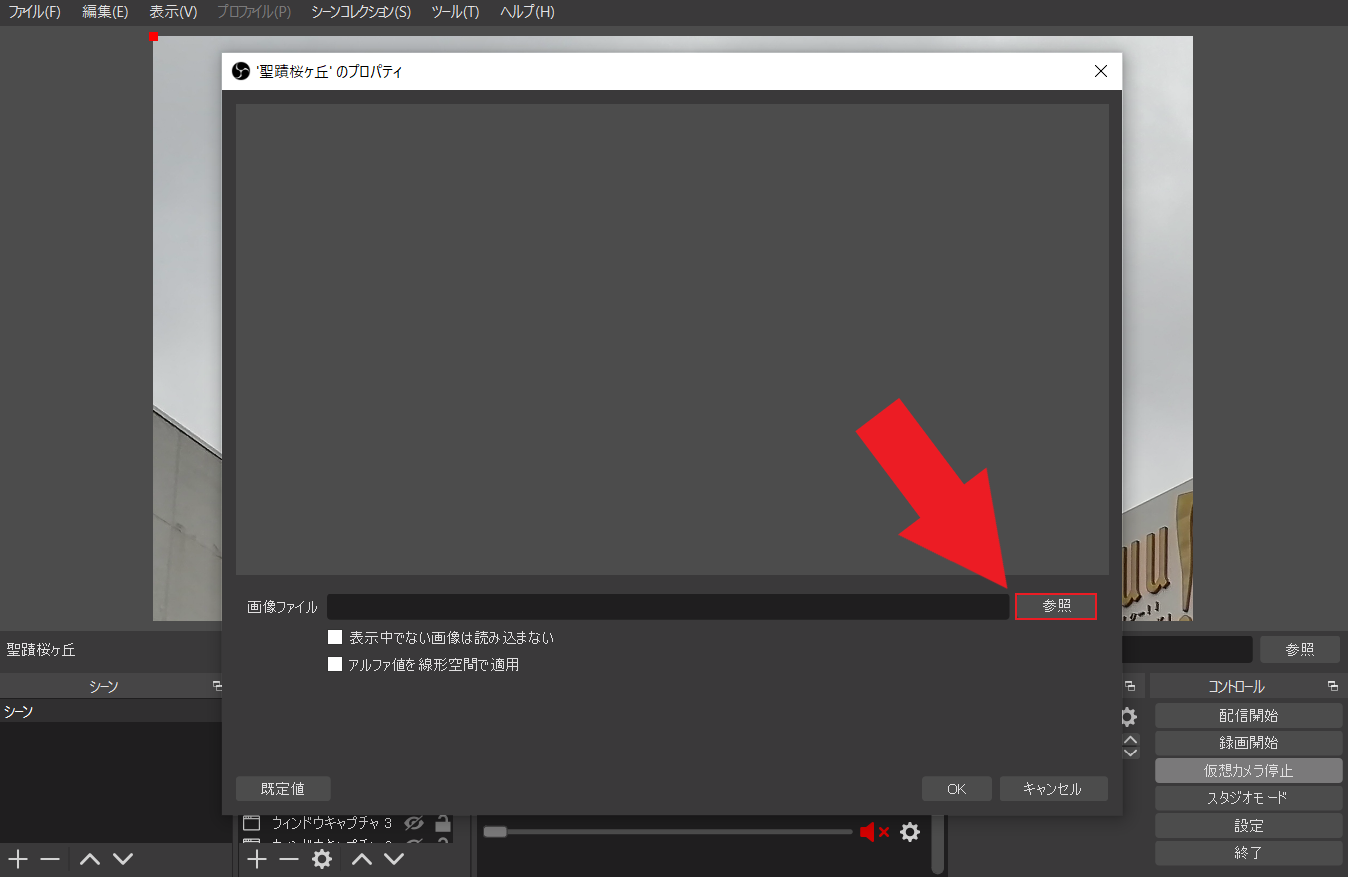 ファイル(F) 編集(E) 表示(V) プロファイル(P) シーンコレクション(S) ツール(T) ヘルプ(H)
'聖蹟桜ヶ丘' のプロパティ
画像ファイル 参照
表示中でない画像は読み込まない
アルファ値を線形空間で適用
既定値 OK キャンセル
uu
聖蹟桜ヶ丘 参照
シーン
シーン
ウィンドウキャプチャ 3
コントロール
配信開始
録画開始
仮想カメラ停止
スタジオモード
設定
終了